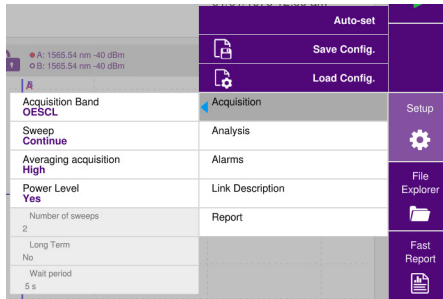 Auto-set
A: 1565.54 nm -40 dBm
B: 1565.54 nm -40 dBm
Save Config.
Load Config.
Acquisition Band
OESCL
Acquisition
Setup
Sweep
Continue
Analysis
Averaging acquisition
High
Alarms
File
Explorer
Power Level
Yes
Link Description
Number of sweeps
2
Report
Long Term
No
Fast
Report
Wait period
5 s